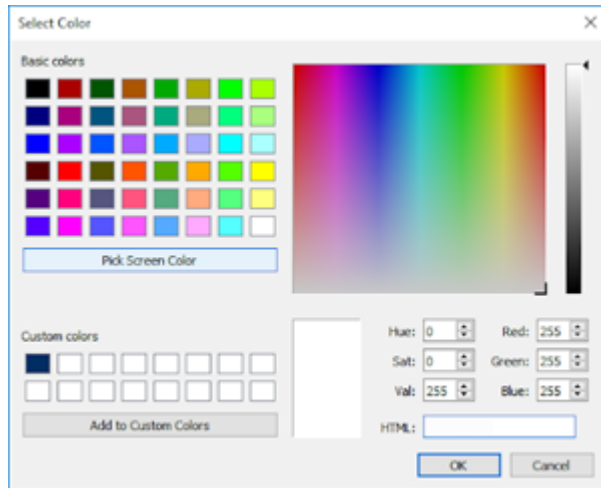 Select Color
Basic colors
Pick Screen Color
Custom colors
Add to Custom Colors
Hue: 0
Red: 255
Sat: 0
Green: 255
Val: 255
Blue: 255
HTML:
OK
Cancel